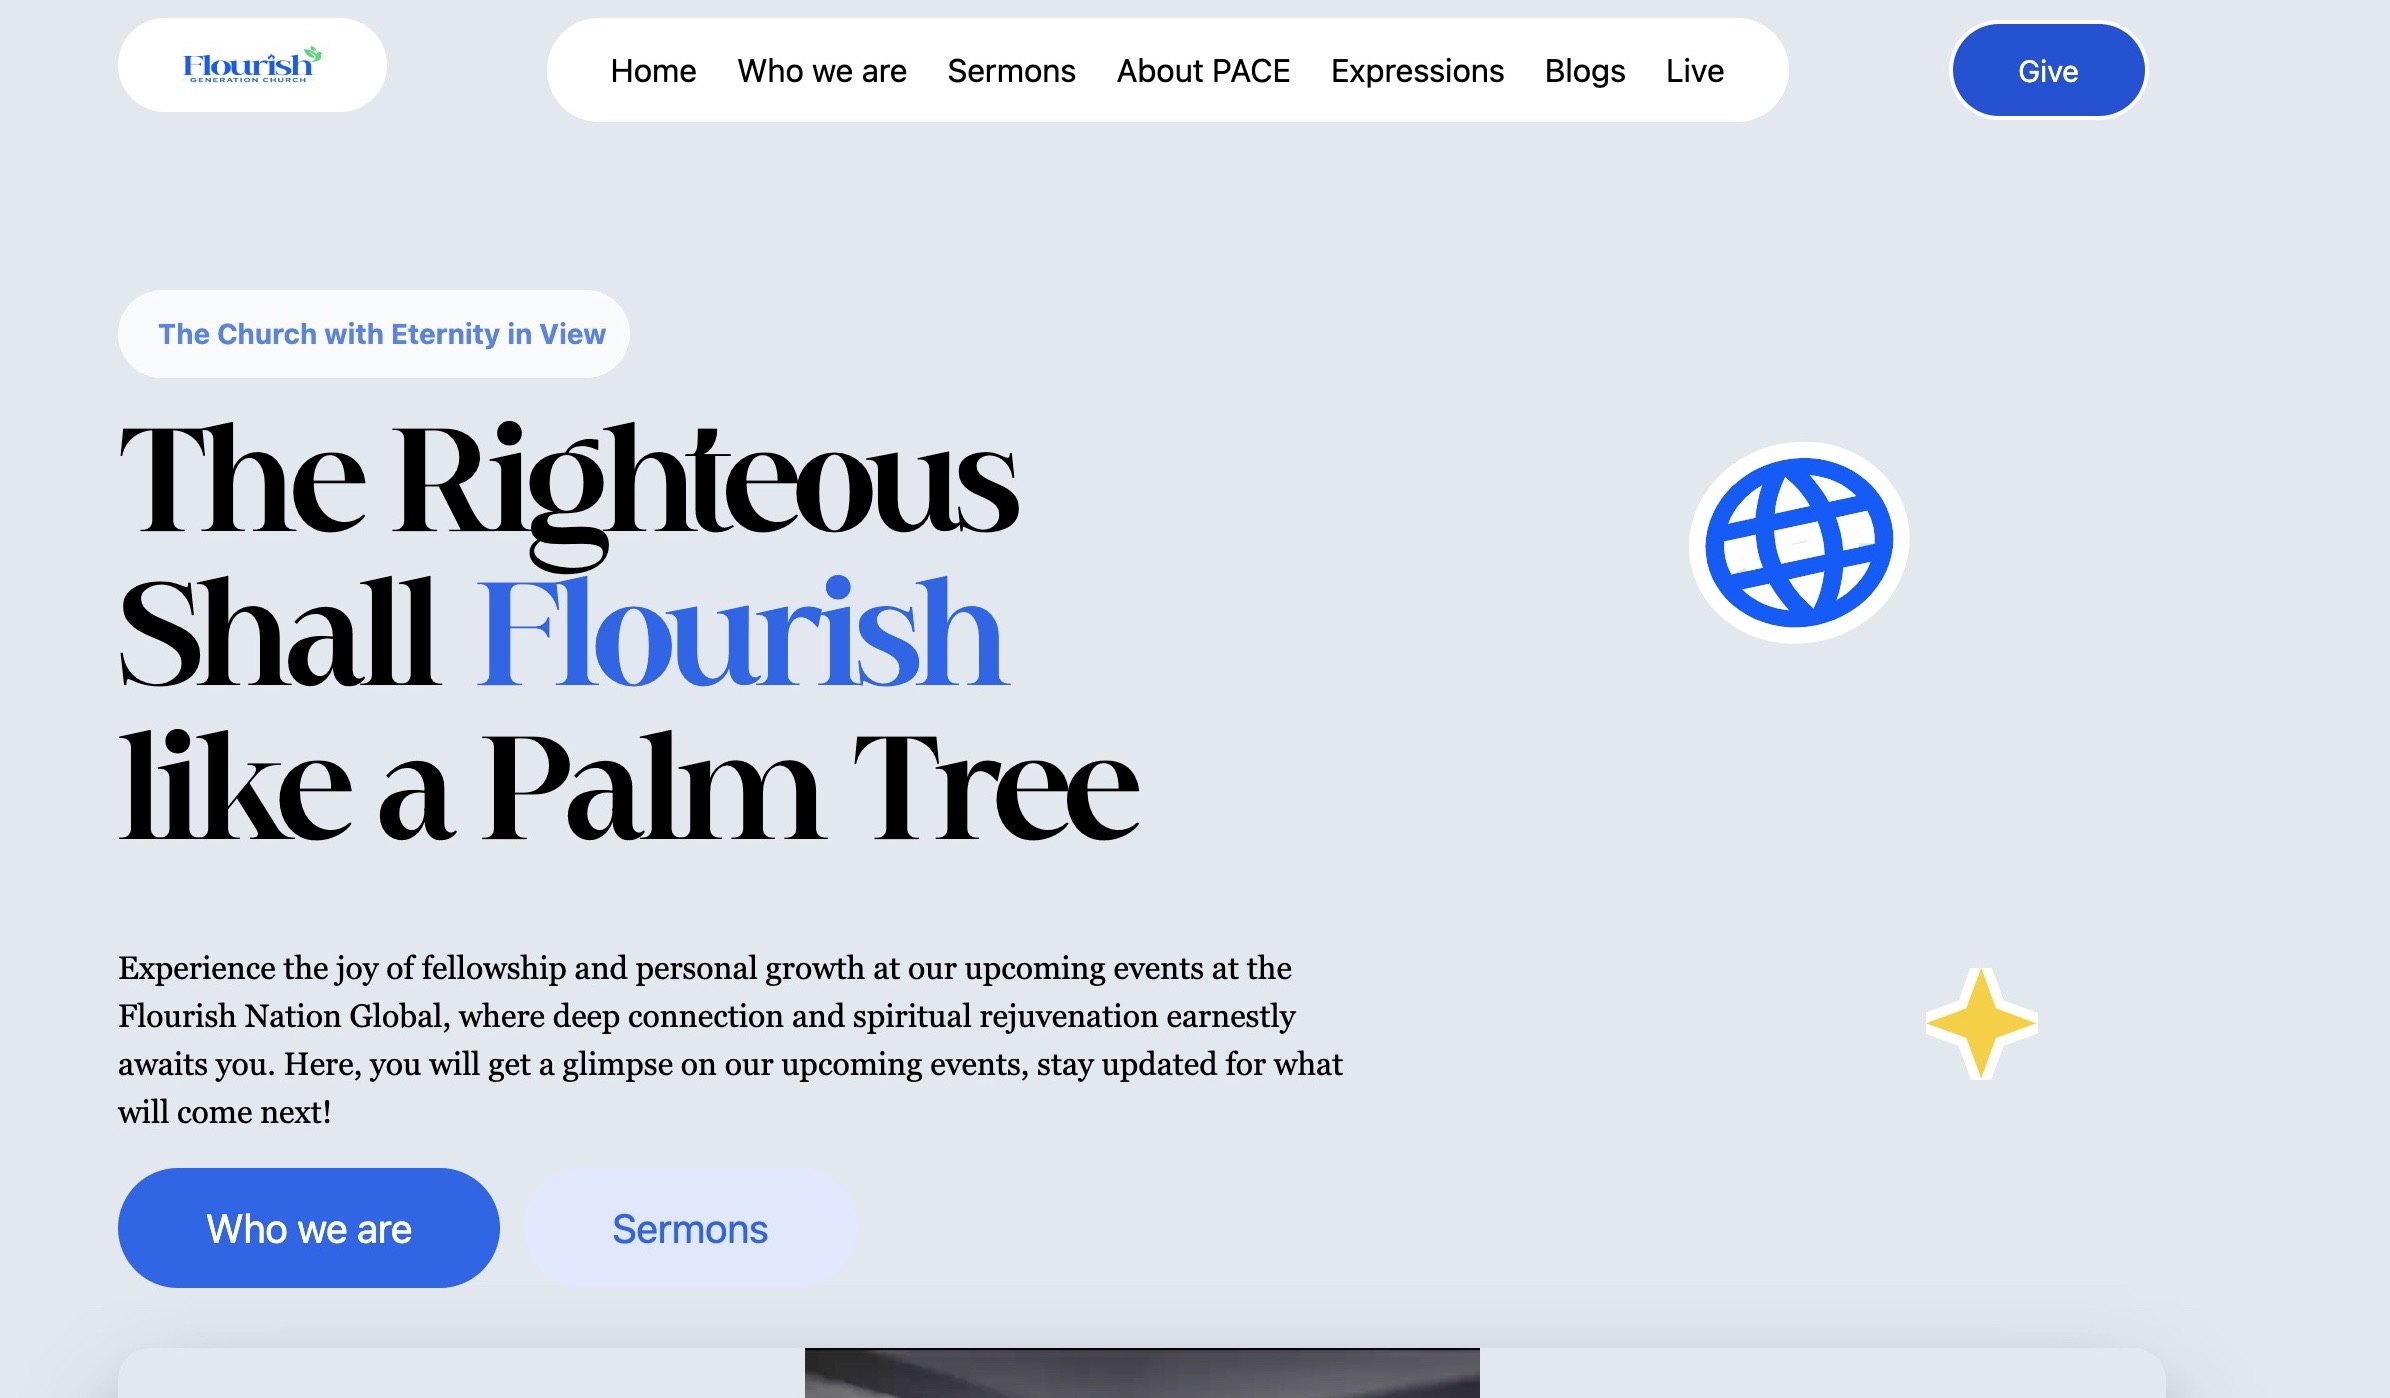 Flourish
GENERATION CHURCH
Home Who we are Sermons About PACE Expressions Blogs Live
Give
The Church with Eternity in View
The Righteous
Shall Flourish
like a Palm Tree
Experience the joy of fellowship and personal growth at our upcoming events at the
Flourish Nation Global, where deep connection and spiritual rejuvenation earnestly
awaits you. Here, you will get a glimpse on our upcoming events, stay updated for what
will come next!
Who we are
Sermons